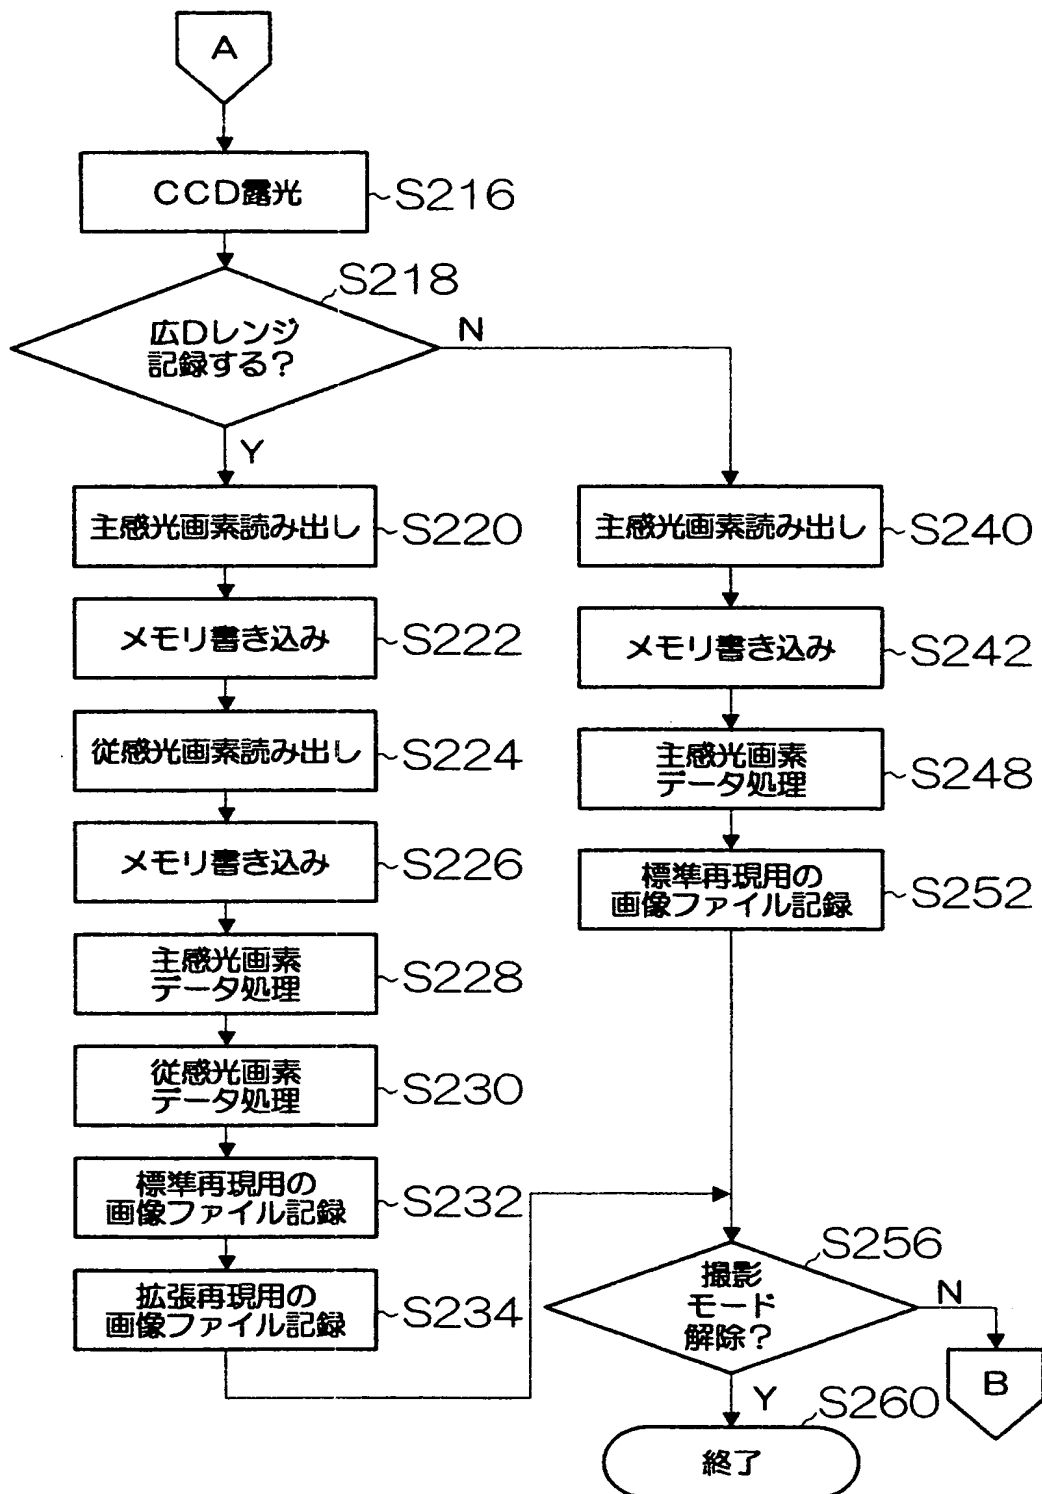 A
CCD露光
S216
S218
広Dレンジ
記録する?
N
Y
主感光画素読み出し
S220
メモリ書き込み
S222
従感光画素読み出し
S224
メモリ書き込み
S226
主感光画素
データ処理
S228
従感光画素
データ処理
S230
標準再現用の
画像ファイル記録
S232
拡張再現用の
画像ファイル記録
S234
主感光画素読み出し
S240
メモリ書き込み
S242
主感光画素
データ処理
S248
標準再現用の
画像ファイル記録
S252
S256
撮影
モード
解除?
N
B
Y
S260
終了